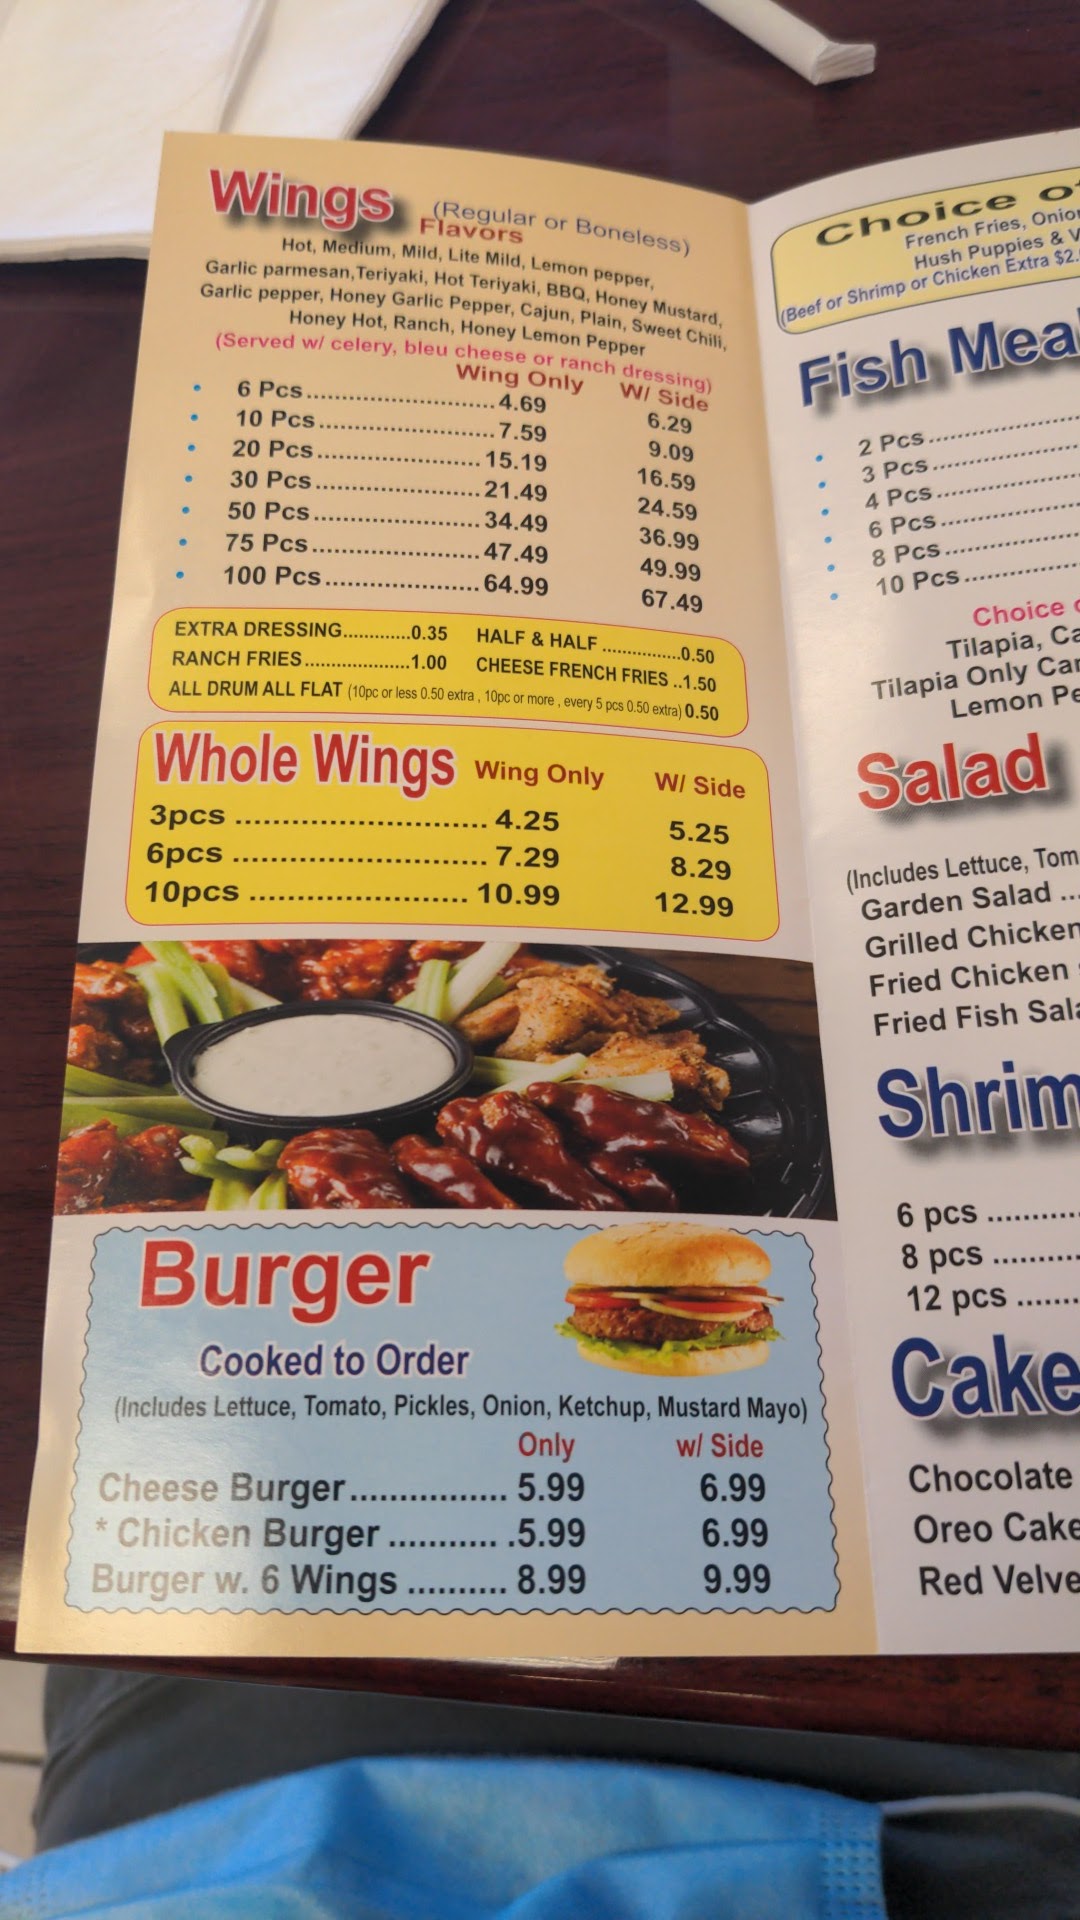 Wings (Regular or Boneless)
Flavors
Hot, Medium, Mild, Lite Mild, Lemon pepper,
Garlic parmesan,Teriyaki, Hot Teriyaki, BBQ, Honey Mustard,
Garlic pepper, Honey Garlic Pepper, Cajun, Plain, Sweet Chili,
Honey Hot, Ranch, Honey Lemon Pepper
(Served w/ celery, bleu cheese or ranch dressing)
Wing Only W/ Side
• 6 Pcs............................4.69 6.29
• 10 Pcs..........................7.59 9.09
• 20 Pcs........................15.19 16.59
• 30 Pcs........................21.49 24.59
• 50 Pcs........................34.49 36.99
• 75 Pcs........................47.49 49.99
• 100 Pcs......................64.99 67.49
EXTRA DRESSING.............0.35 HALF & HALF ...............0.50
RANCH FRIES....................1.00 CHEESE FRENCH FRIES ..1.50
ALL DRUM ALL FLAT (10pc or less 0.50 extra , 10pc or more , every 5 pcs 0.50 extra) 0.50
Whole Wings Wing Only W/ Side
3pcs ............................ 4.25 5.25
6pcs ............................ 7.29 8.29
10pcs ........................ 10.99 12.99
Burger
Cooked to Order
(Includes Lettuce, Tomato, Pickles, Onion, Ketchup, Mustard Mayo)
Only w/ Side
Cheese Burger................ 5.99 6.99
* Chicken Burger ........... .5.99 6.99
Burger w. 6 Wings .......... 8.99 9.99
Choice
French Fries, Onion
Hush Puppies &
(Beef or Shrimp or Chicken Extra $2.
Fish Meal
• 2 Pcs
• 3 Pcs
• 4 Pcs
• 6 Pcs
• 8 Pcs
• 10 Pcs
Choice
Tilapia,
Tilapia Only
Lemon
Salad
(Includes Lettuce, Tom
Garden Salad ...
Grilled Chicken
Fried Chicken
Fried Fish Sala
Shrim
6 pcs ..........
8 pcs .........
12 pcs .......
Cake
Chocolate
Oreo Cake
Red Velve